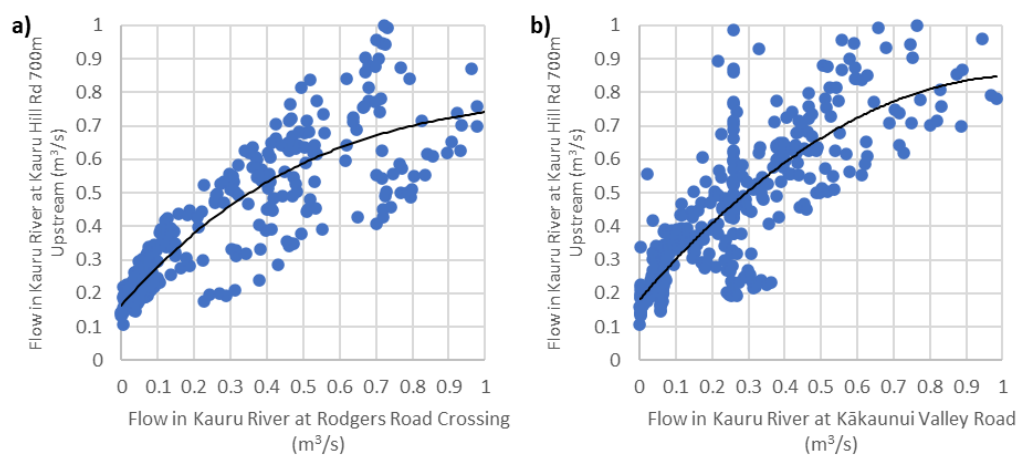 a)
Flow in Kauru River at Kauru Hill Rd 700m
Upstream (m³/s)
1
0.9
0.8
0.7
0.6
0.5
0.4
0.3
0.2
0.1
0
0 0.1 0.2 0.3 0.4 0.5 0.6 0.7 0.8 0.9 1
Flow in Kauru River at Rodgers Road Crossing
(m³/s)
b)
Flow in Kauru River at Kauru Hill Rd 700m
Upstream (m³/s)
1
0.9
0.8
0.7
0.6
0.5
0.4
0.3
0.2
0.1
0
0 0.1 0.2 0.3 0.4 0.5 0.6 0.7 0.8 0.9 1
Flow in Kauru River at Kākaunui Valley Road
(m³/s)